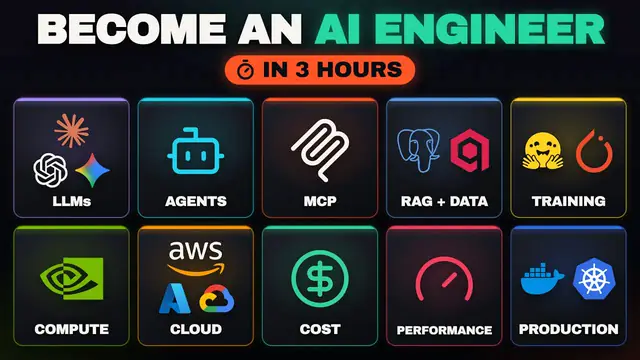 BECOME AN AI ENGINEER
IN 3 HOURS
LLMs
AGENTS
MCP
RAG + DATA
TRAINING
COMPUTE
aws
CLOUD
COST
PERFORMANCE
PRODUCTION